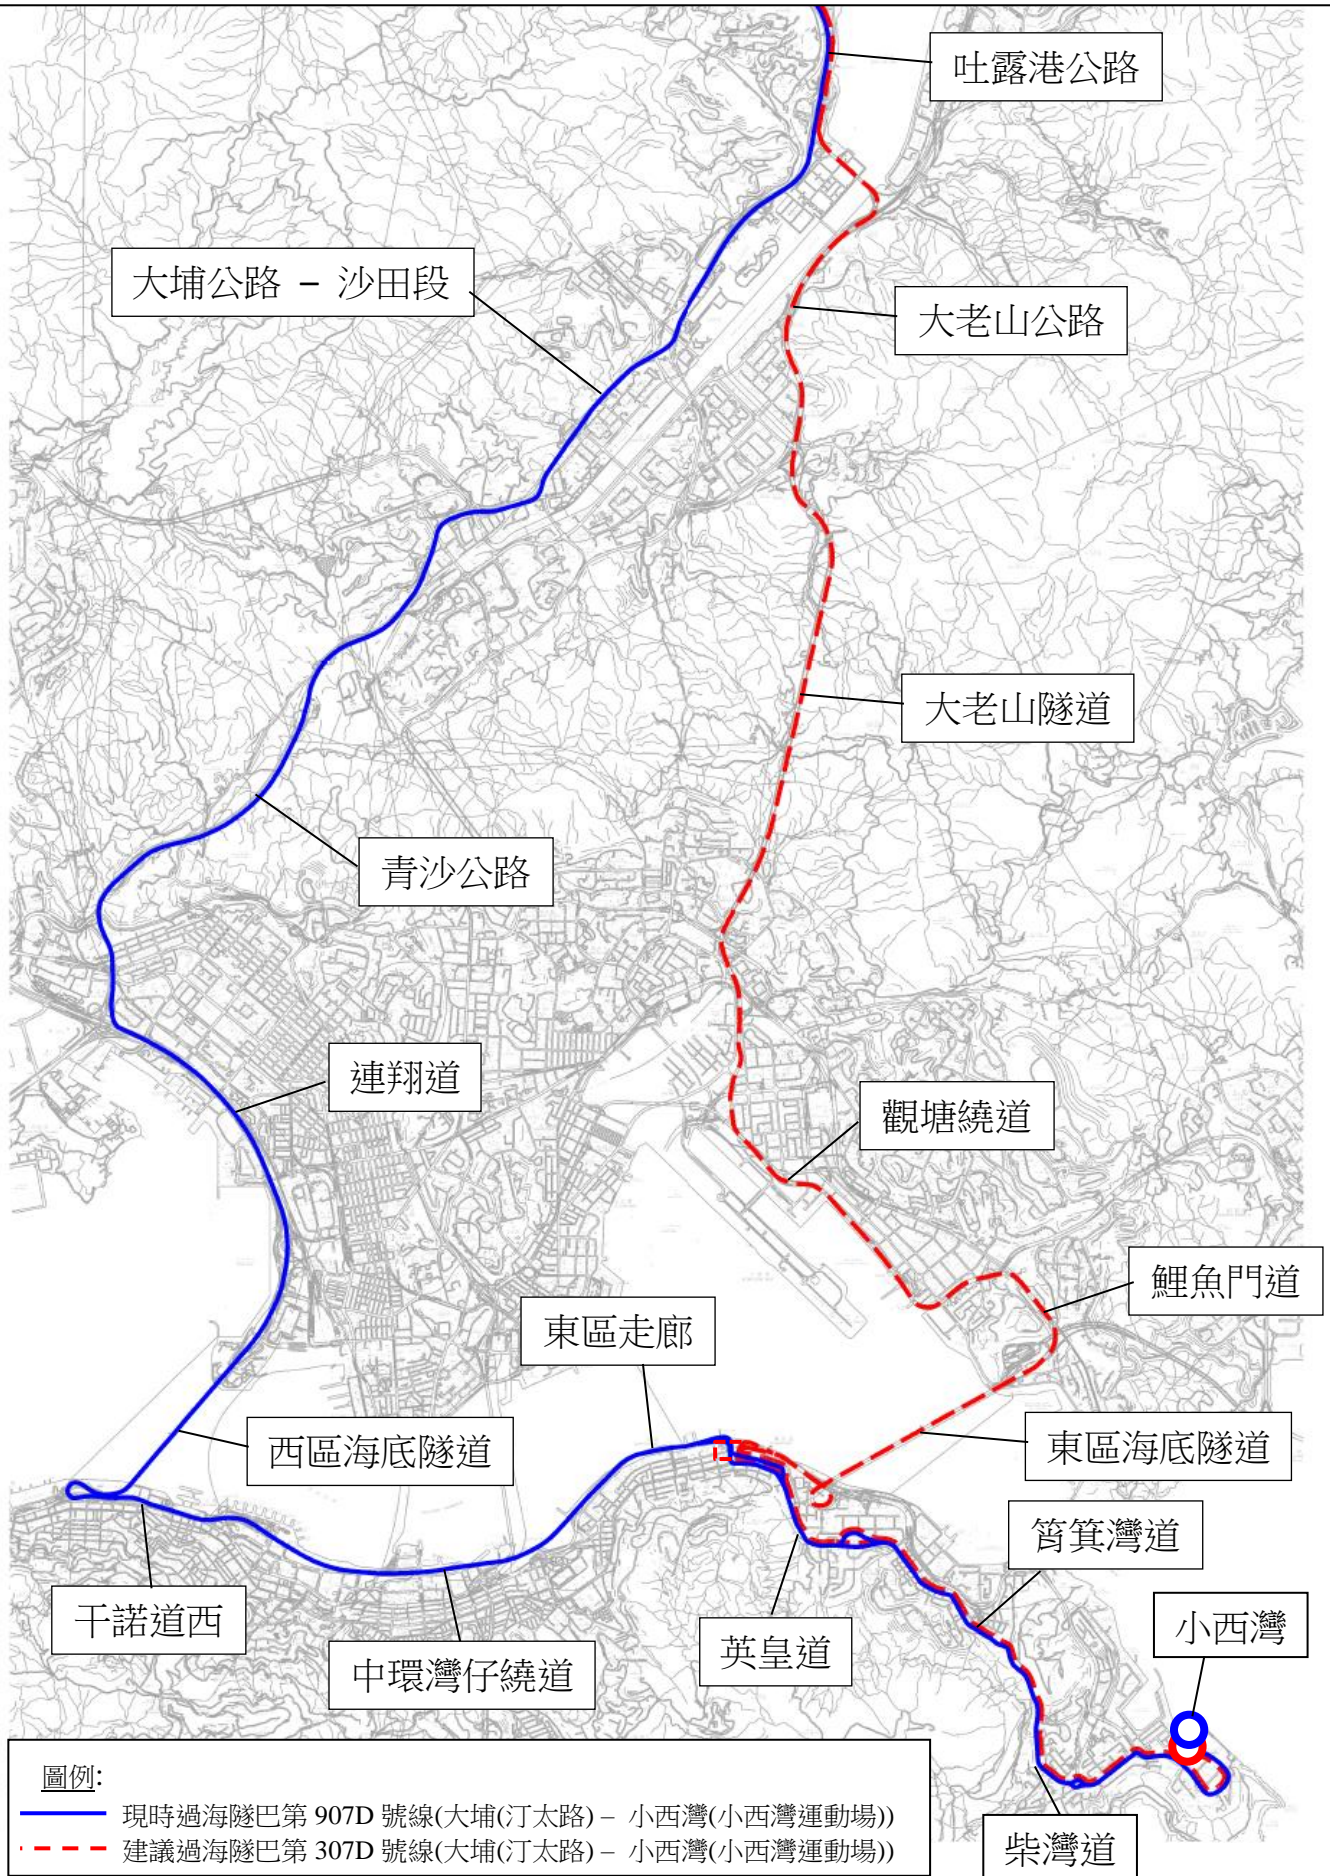 吐露港公路
大埔公路 – 沙田段
大老山公路
大老山隧道
青沙公路
連翔道
觀塘繞道
鯉魚門道
東區走廊
西區海底隧道
東區海底隧道
筲箕灣道
干諾道西
中環灣仔繞道
英皇道
小西灣
柴灣道
圖例:
現時過海隧巴第 907D 號線(大埔(汀太路) – 小西灣(小西灣運動場))
建議過海隧巴第 307D 號線(大埔(汀太路) – 小西灣(小西灣運動場))